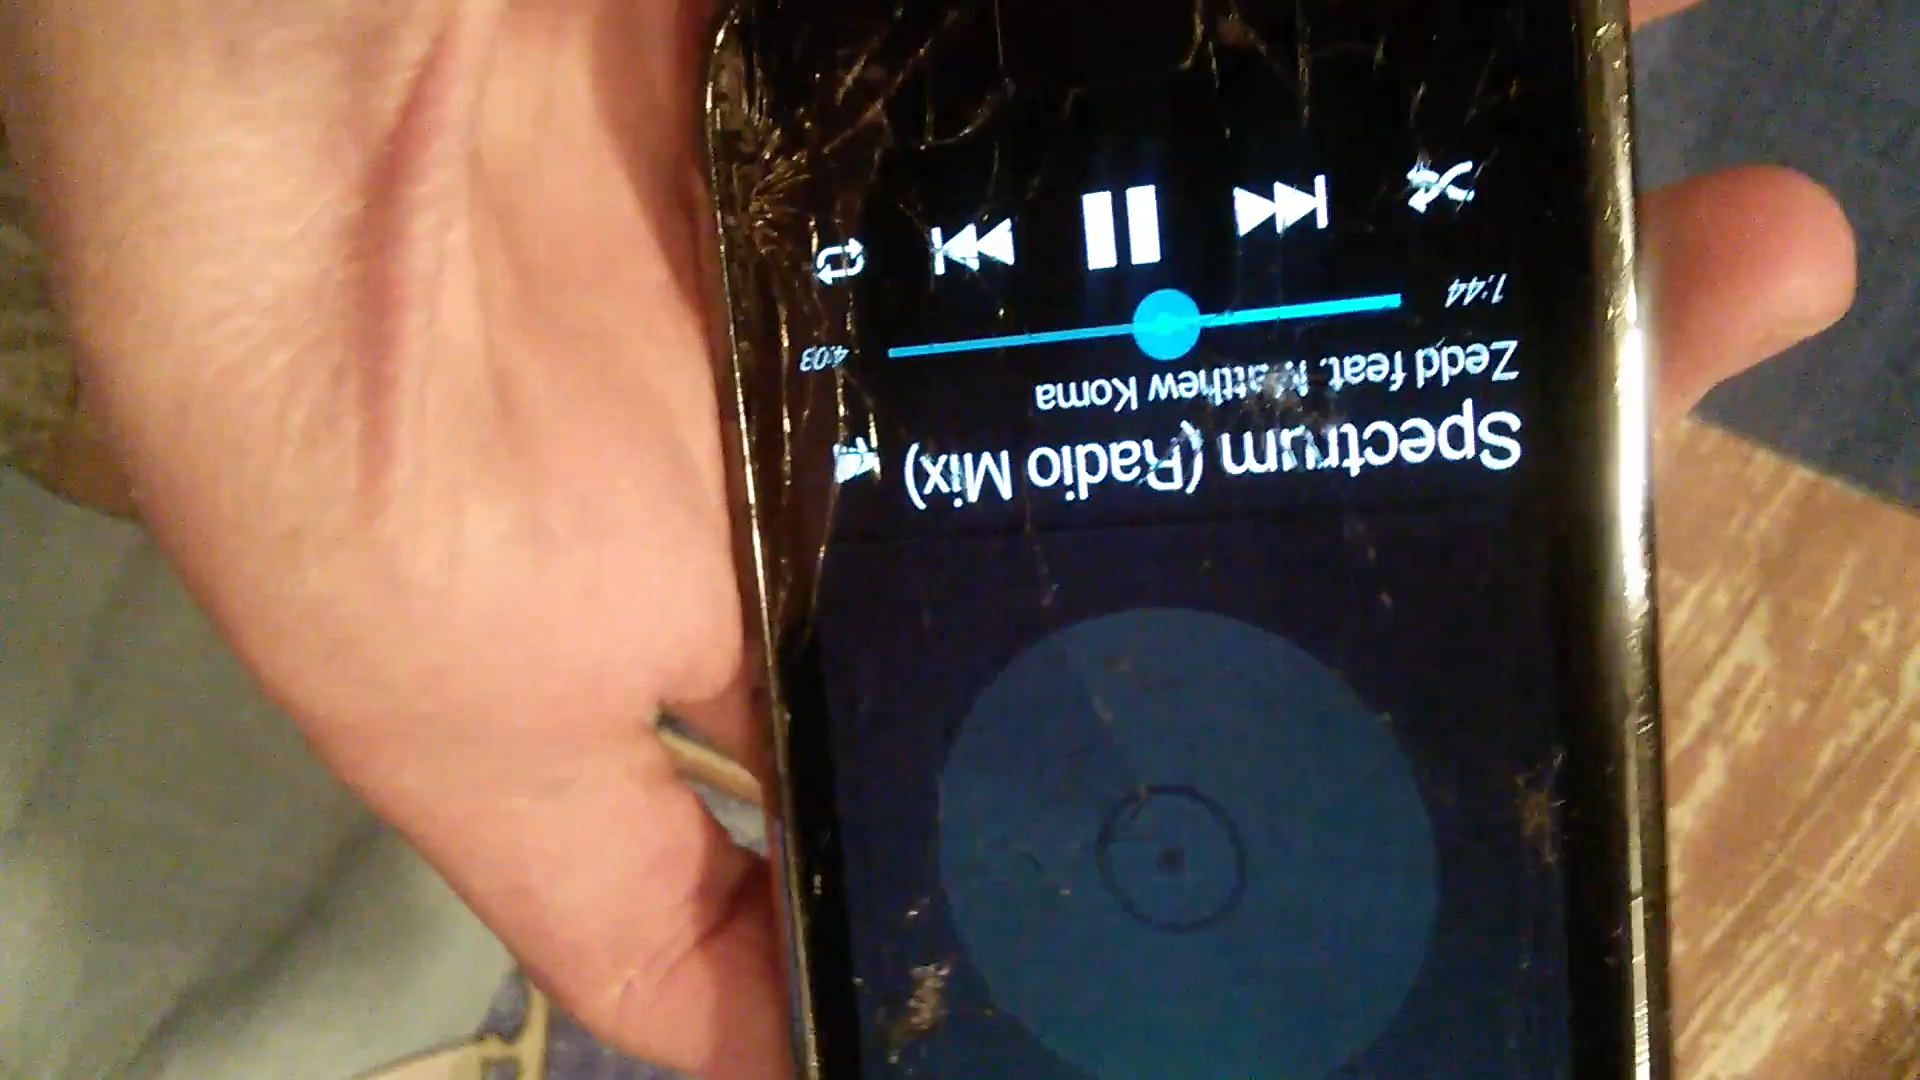 Spectrum (Radio Mix)
Zedd feat. Matthew Koma
1:44
4:03